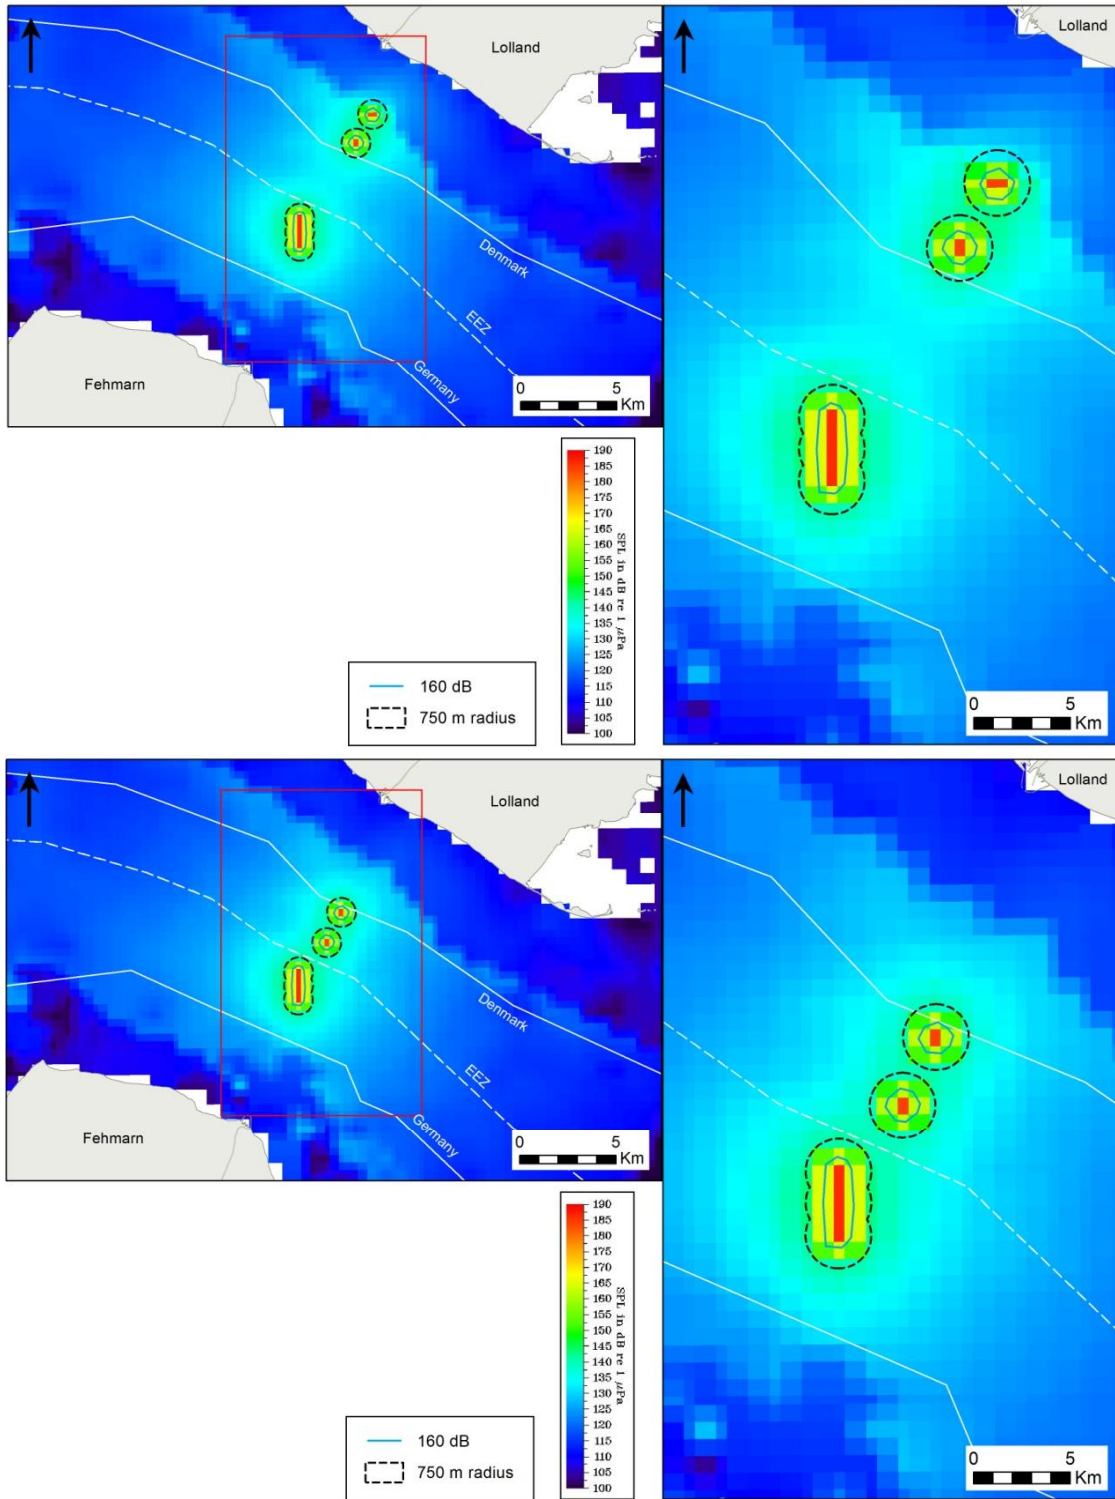 Lolland
Denmark
EEZ
Germany
Fehmarn
0 5
Km
Lolland
0 5
Km
190
185
180
175
170
165
160
155
150
145
140
135
130
125
120
115
110
105
100
SPL in dB re 1 µPa
160 dB
750 m radius
Lolland
Denmark
EEZ
Germany
Fehmarn
0 5
Km
Lolland
0 5
Km
190
185
180
175
170
165
160
155
150
145
140
135
130
125
120
115
110
105
100
SPL in dB re 1 µPa
160 dB
750 m radius